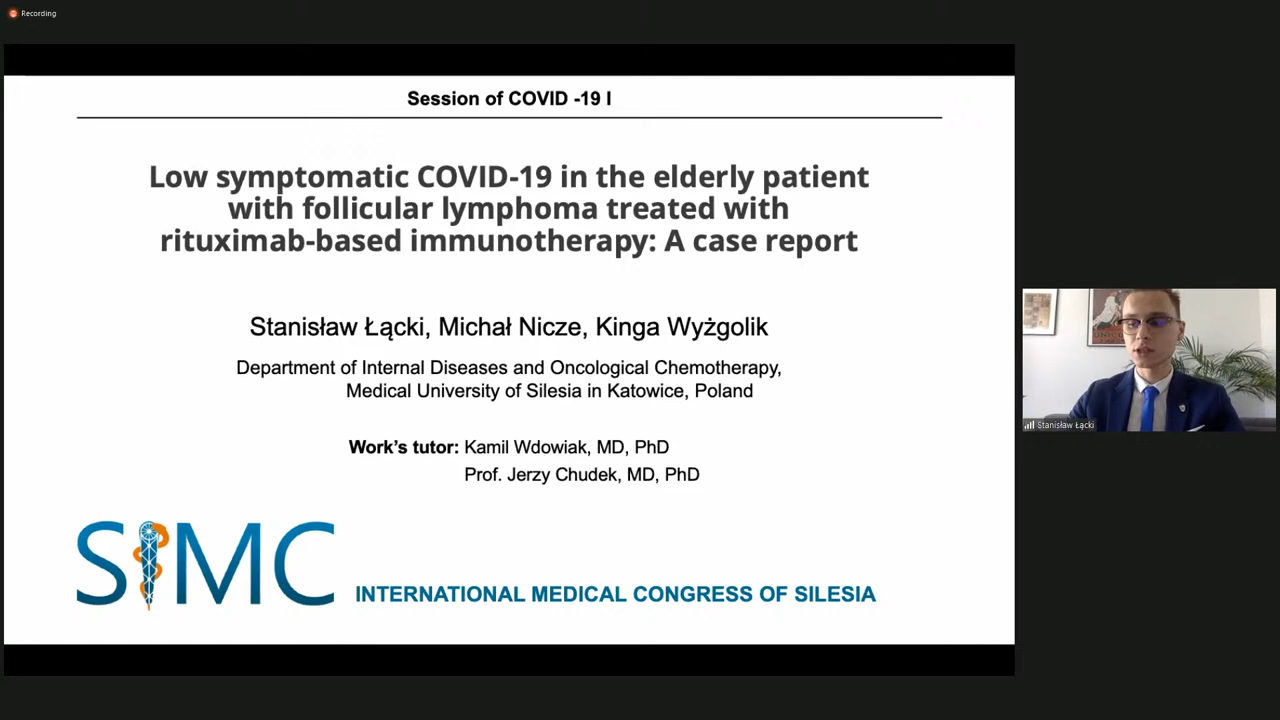 Recording
Session of COVID -19 I
Low symptomatic COVID-19 in the elderly patient
with follicular lymphoma treated with
rituximab-based immunotherapy: A case report
Stanisław Łącki, Michał Nicze, Kinga Wyżgolik
Department of Internal Diseases and Oncological Chemotherapy,
Medical University of Silesia in Katowice, Poland
Work's tutor: Kamil Wdowiak, MD, PhD
Prof. Jerzy Chudek, MD, PhD
SIMC
INTERNATIONAL MEDICAL CONGRESS OF SILESIA
Stanisław Łącki